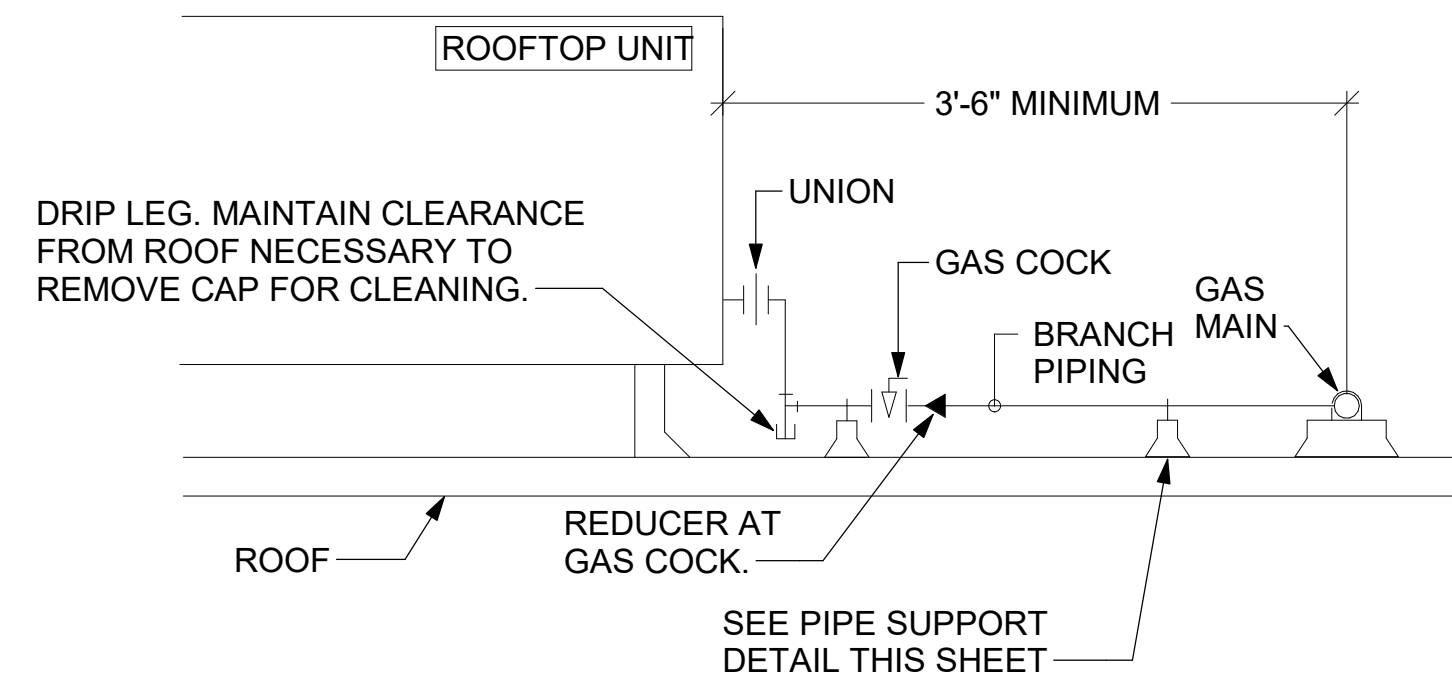 ROOFTOP UNIT
3'-6" MINIMUM
UNION
DRIP LEG. MAINTAIN CLEARANCE
FROM ROOF NECESSARY TO
REMOVE CAP FOR CLEANING.
GAS COCK
GAS
MAIN
BRANCH
PIPING
REDUCER AT
GAS COCK.
ROOF
SEE PIPE SUPPORT
DETAIL THIS SHEET